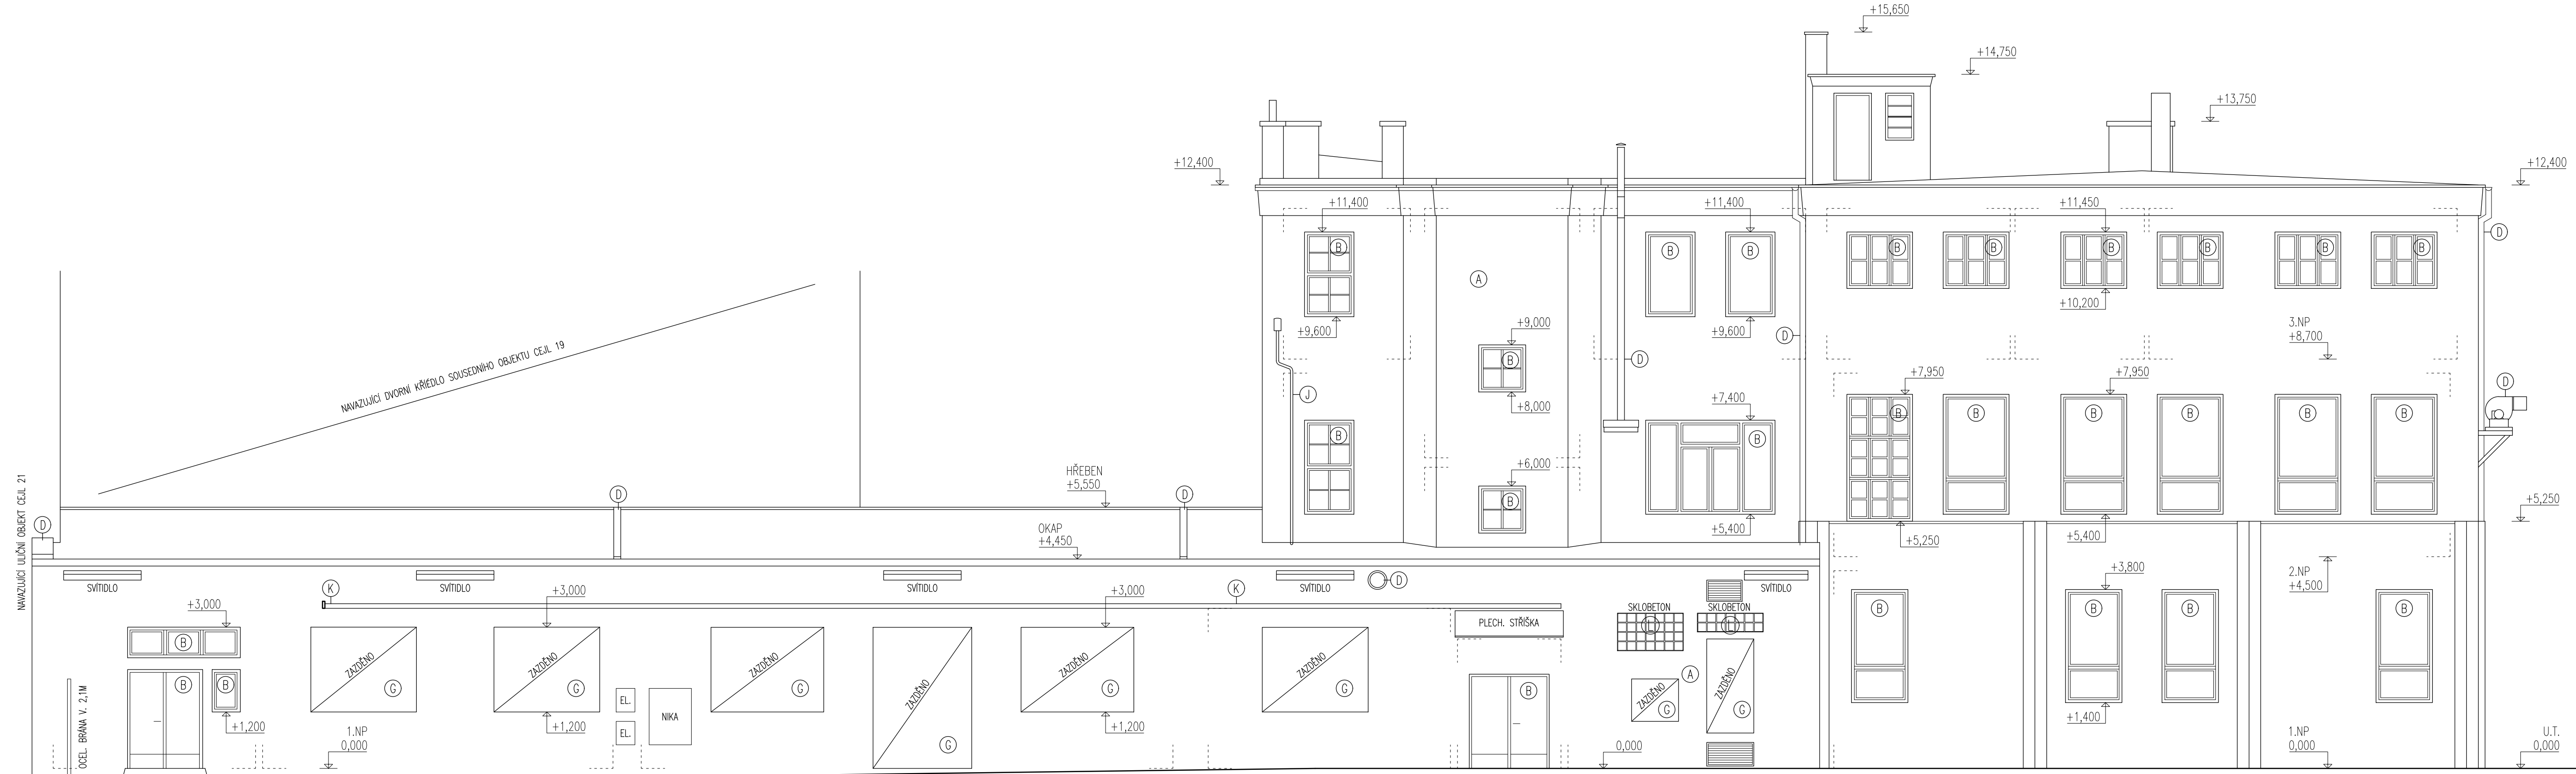 +15,650
+14,750
+13,750
+12,400
+12,400
+11,400
+11,400
+11,450
B
B
B
B
B
B
B
B
B
D
A
+10,200
+9,600
+9,600
+9,000
3.NP
+8,700
D
D
NAVAZUJÍCÍ DVORNÍ KŘÍEDLO SOUSEDNÍHO OBJEKTU CEJL 19
B
+7,950
+7,950
D
J
+8,000
+7,400
B
B
B
B
B
B
B
B
HŘEBEN
+5,550
+6,000
B
NAVAZUJÍCÍ ULIČNÍ OBJEKT CEJL 21
D
D
D
+5,250
OKAP
+4,450
+5,400
+5,250
+5,400
SVÍTIDLO
SVÍTIDLO
SVÍTIDLO
SVÍTIDLO
SVÍTIDLO
K
K
D
2.NP
+4,500
+3,800
+3,000
+3,000
+3,000
SKLOBETON
SKLOBETON
L
L
PLECH. STŘÍŠKA
B
B
B
B
B
ZAZDĚNO
ZAZDĚNO
ZAZDĚNO
ZAZDĚNO
ZAZDĚNO
ZAZDĚNO
ZAZDĚNO
ZAZDĚNO
A
B
B
G
G
G
G
G
G
G
G
B
OCEL. BRÁNA V. 2,1M
EL.
EL.
NIKA
+1,200
+1,200
+1,200
+1,400
1.NP
0,000
0,000
1.NP
0,000
U.T.
0,000